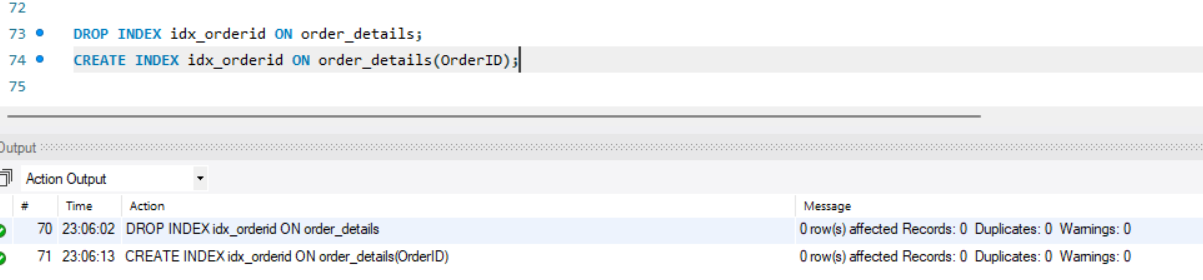 72
73 DROP INDEX idx_orderid ON order_details;
74 CREATE INDEX idx_orderid ON order_details(OrderID);
75
Output
Action Output
# Time Action Message
70 23:06:02 DROP INDEX idx_orderid ON order_details 0 row(s) affected Records: 0 Duplicates: 0 Warnings: 0
71 23:06:13 CREATE INDEX idx_orderid ON order_details(OrderID) 0 row(s) affected Records: 0 Duplicates: 0 Warnings: 0